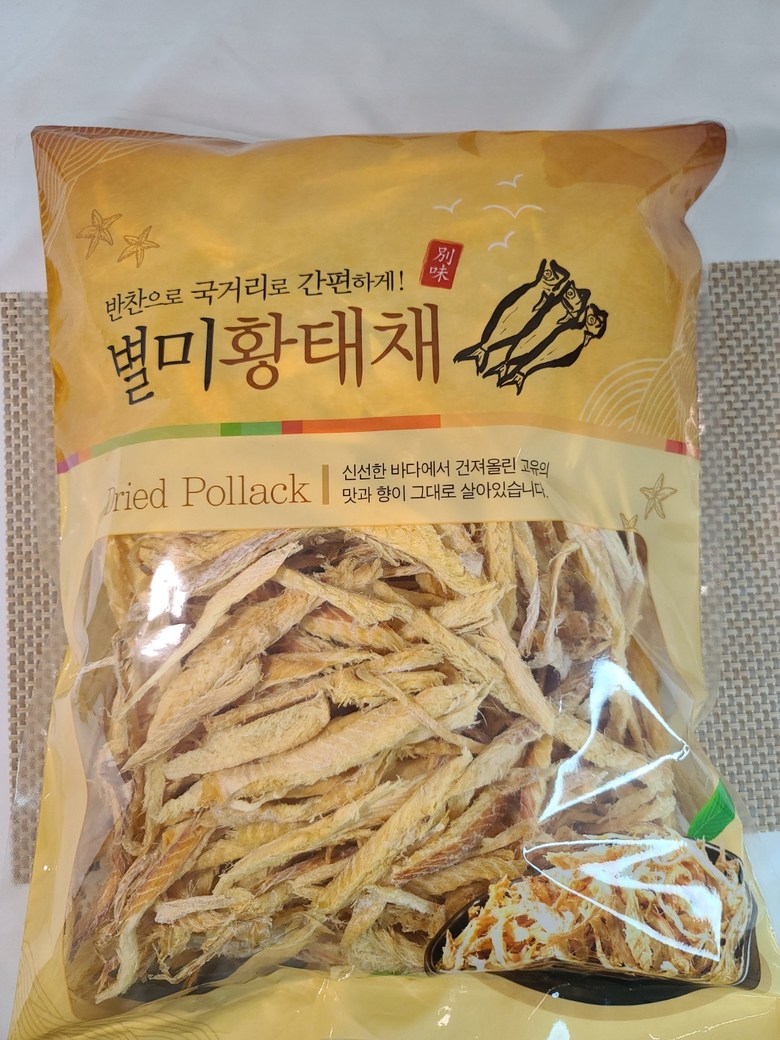 반찬으로 국거리로 간편하게!
別味
별미황태채
Dried Pollack
신선한 바다에서 건져올린 고유의
맛과 향이 그대로 살아있습니다.